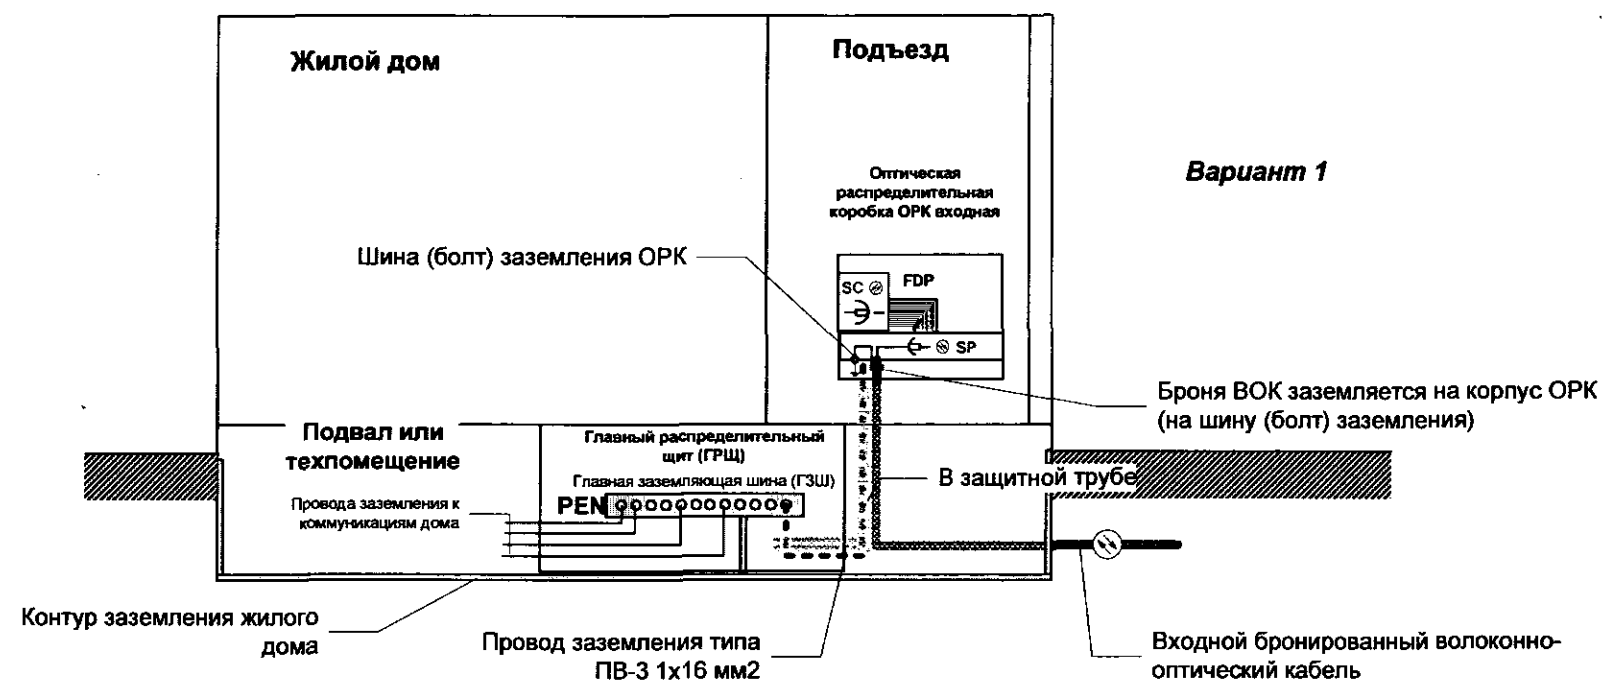 Жилой дом
Подъезд
Вариант 1
Оптическая
распределительная
коробка ОРК входная
Шина (болт) заземления ОРК
SC
FDP
SP
Броня ВОК заземляется на корпус ОРК
(на шину (болт) заземления)
Подвал или
техпомещение
Главный распределительный
щит (ГРЩ)
Главная заземляющая шина (ГЗШ)
В защитной трубе
Провода заземления к
коммуникациям дома
PEN
Контур заземления жилого
дома
Провод заземления типа
ПВ-3 1х16 мм2
Входной бронированный волоконно-
оптический кабель